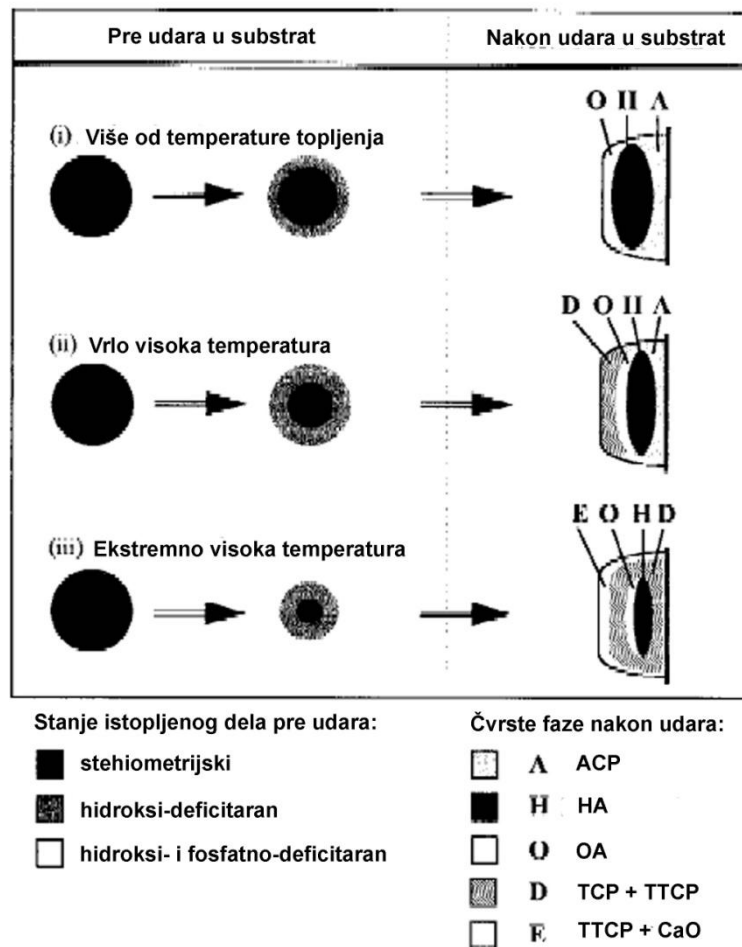 Pre udara u substrat
Nakon udara u substrat
O H A
(i) Više od temperature topljenja
D O H A
(ii) Vrlo visoka temperatura
E O H D
(iii) Ekstremno visoka temperatura
Stanje istopljenog dela pre udara:
stehiometrijski
hidroksi-deficitaran
hidroksi- i fosfatno-deficitaran
Čvrste faze nakon udara:
A ACP
H HA
O OA
D TCP + TTCP
E TTCP + CaO